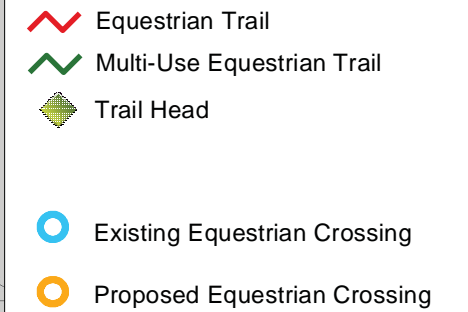 Equestrian Trail
Multi-Use Equestrian Trail
Trail Head
Existing Equestrian Crossing
Proposed Equestrian Crossing